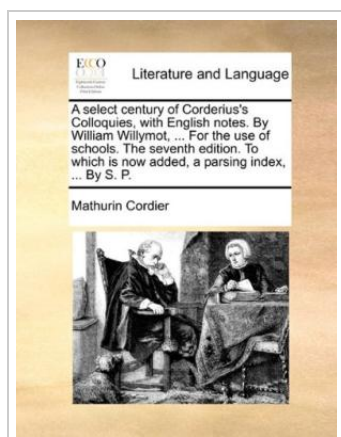 ECCO
Literature and Language
A select century of Corderius's
Colloquies, with English notes. By
William Willymot, ... For the use of
schools. The seventh edition. To
which is now added, a parsing index,
... By S. P.
Mathurin Cordier